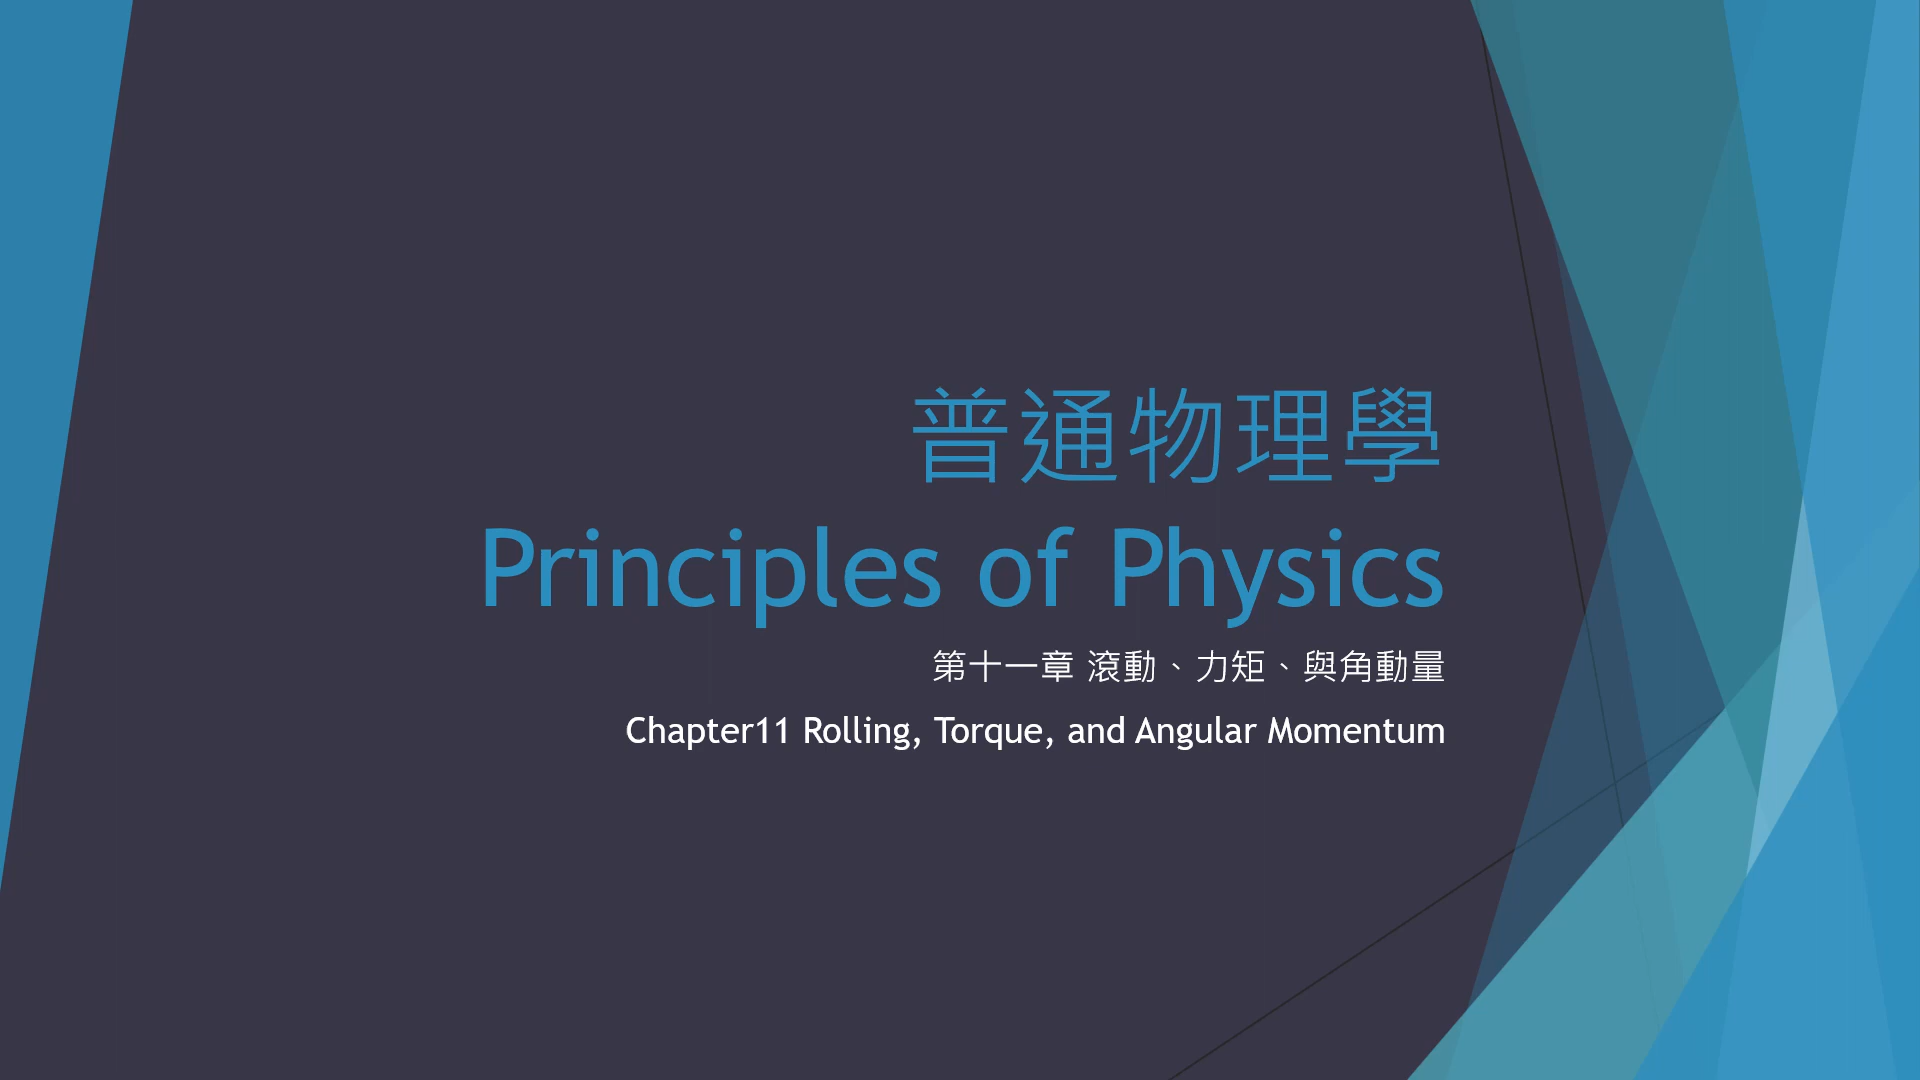 普通物理學
Principles of Physics
第十一章 滾動、力矩、與角動量
Chapter11 Rolling, Torque, and Angular Momentum